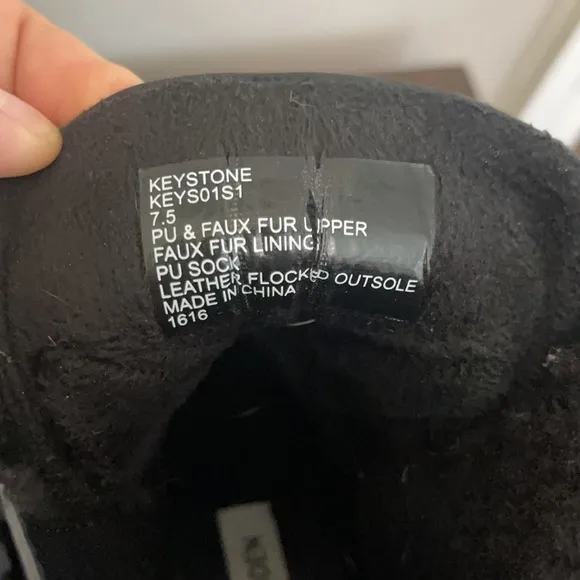 KEYSTONE
KEYS01S1
7.5
PU & FAUX FUR UPPER
FAUX FUR LINING
PU SOCK
LEATHER FLOCKED OUTSOLE
MADE IN CHINA
1616